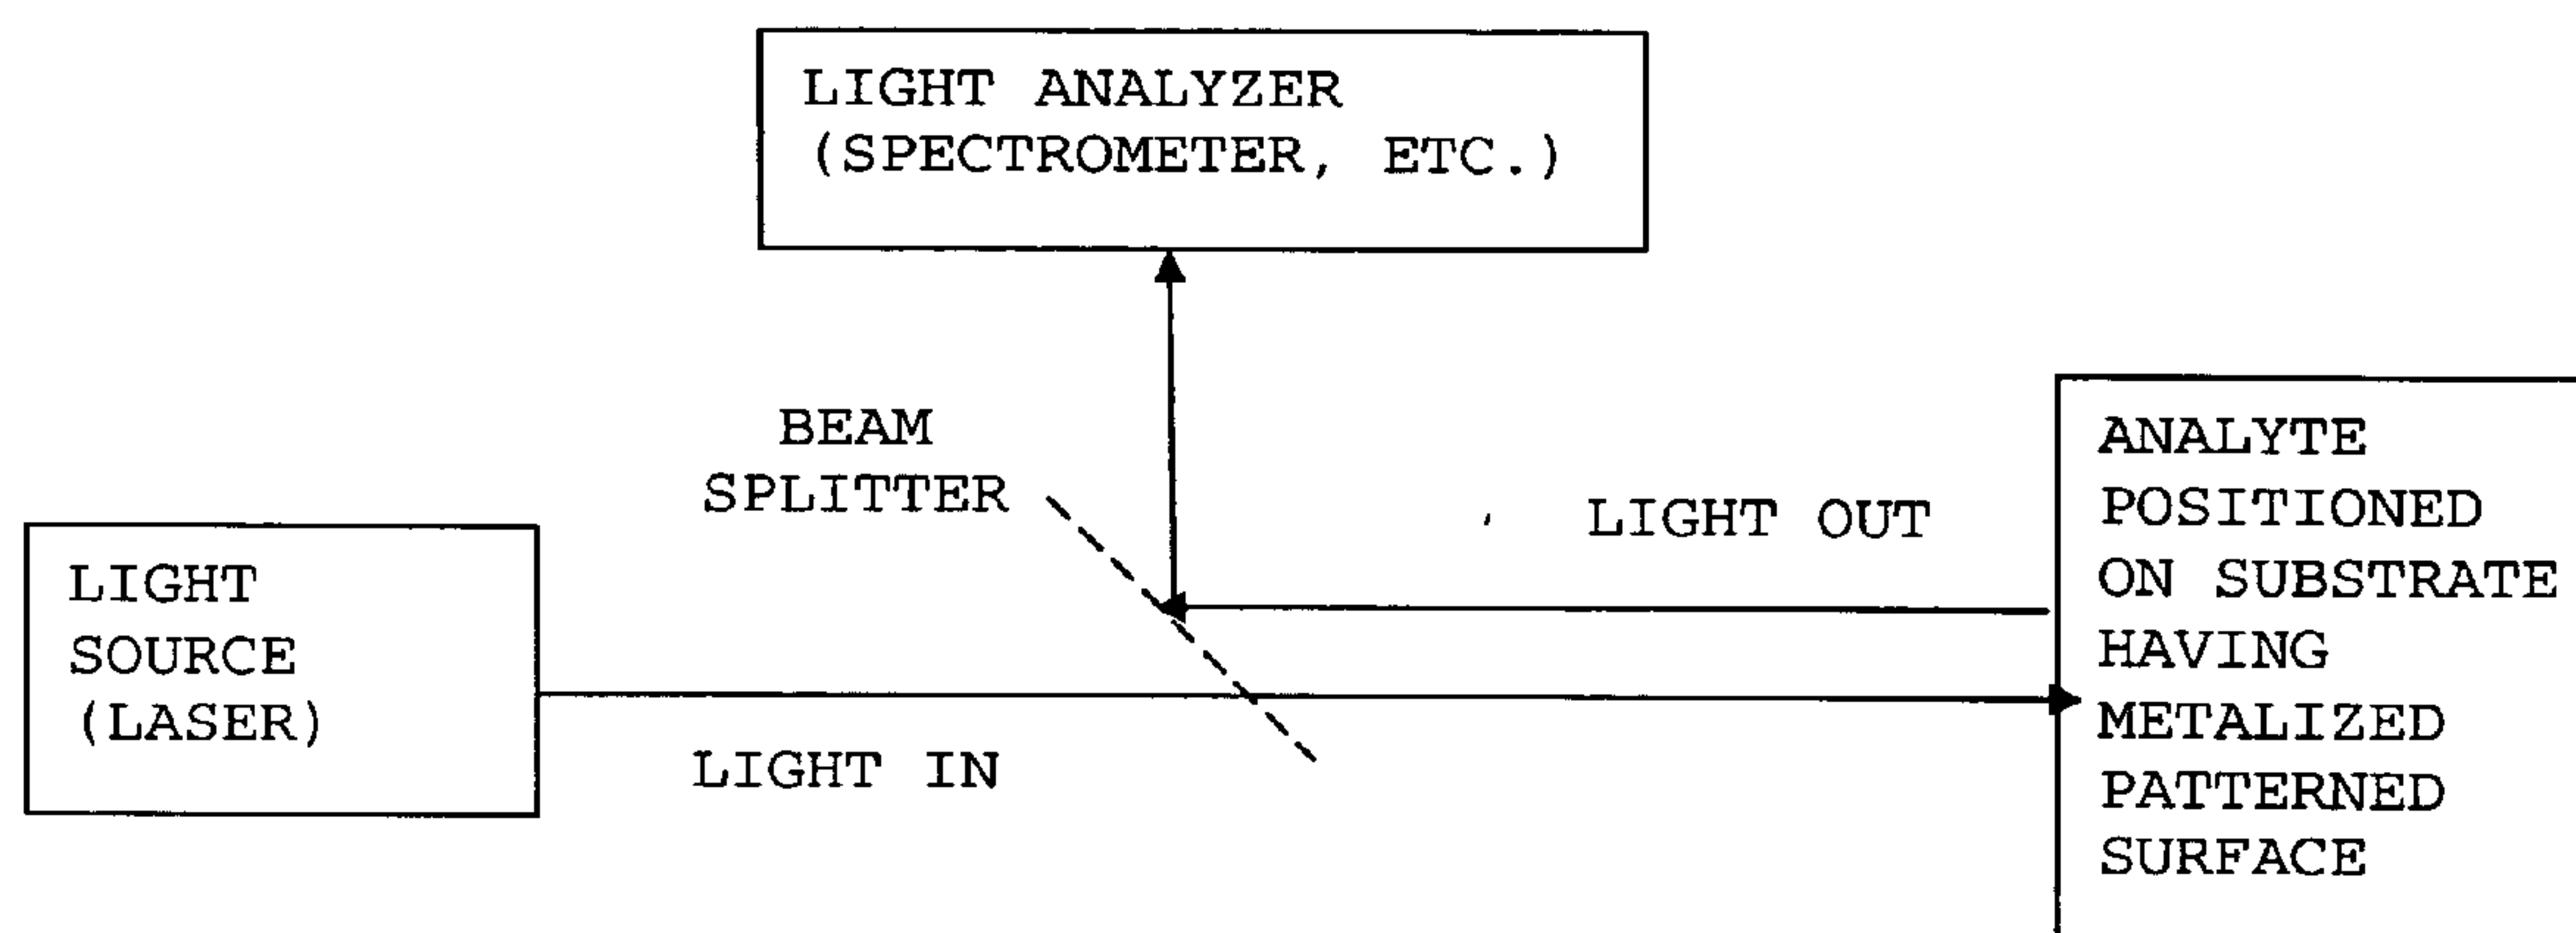 LIGHT ANALYZER
(SPECTROMETER, ETC.)
BEAM
SPLITTER
LIGHT OUT
LIGHT
SOURCE
(LASER)
LIGHT IN
ANALYTE
POSITIONED
ON SUBSTRATE
HAVING
METALIZED
PATTERNED
SURFACE